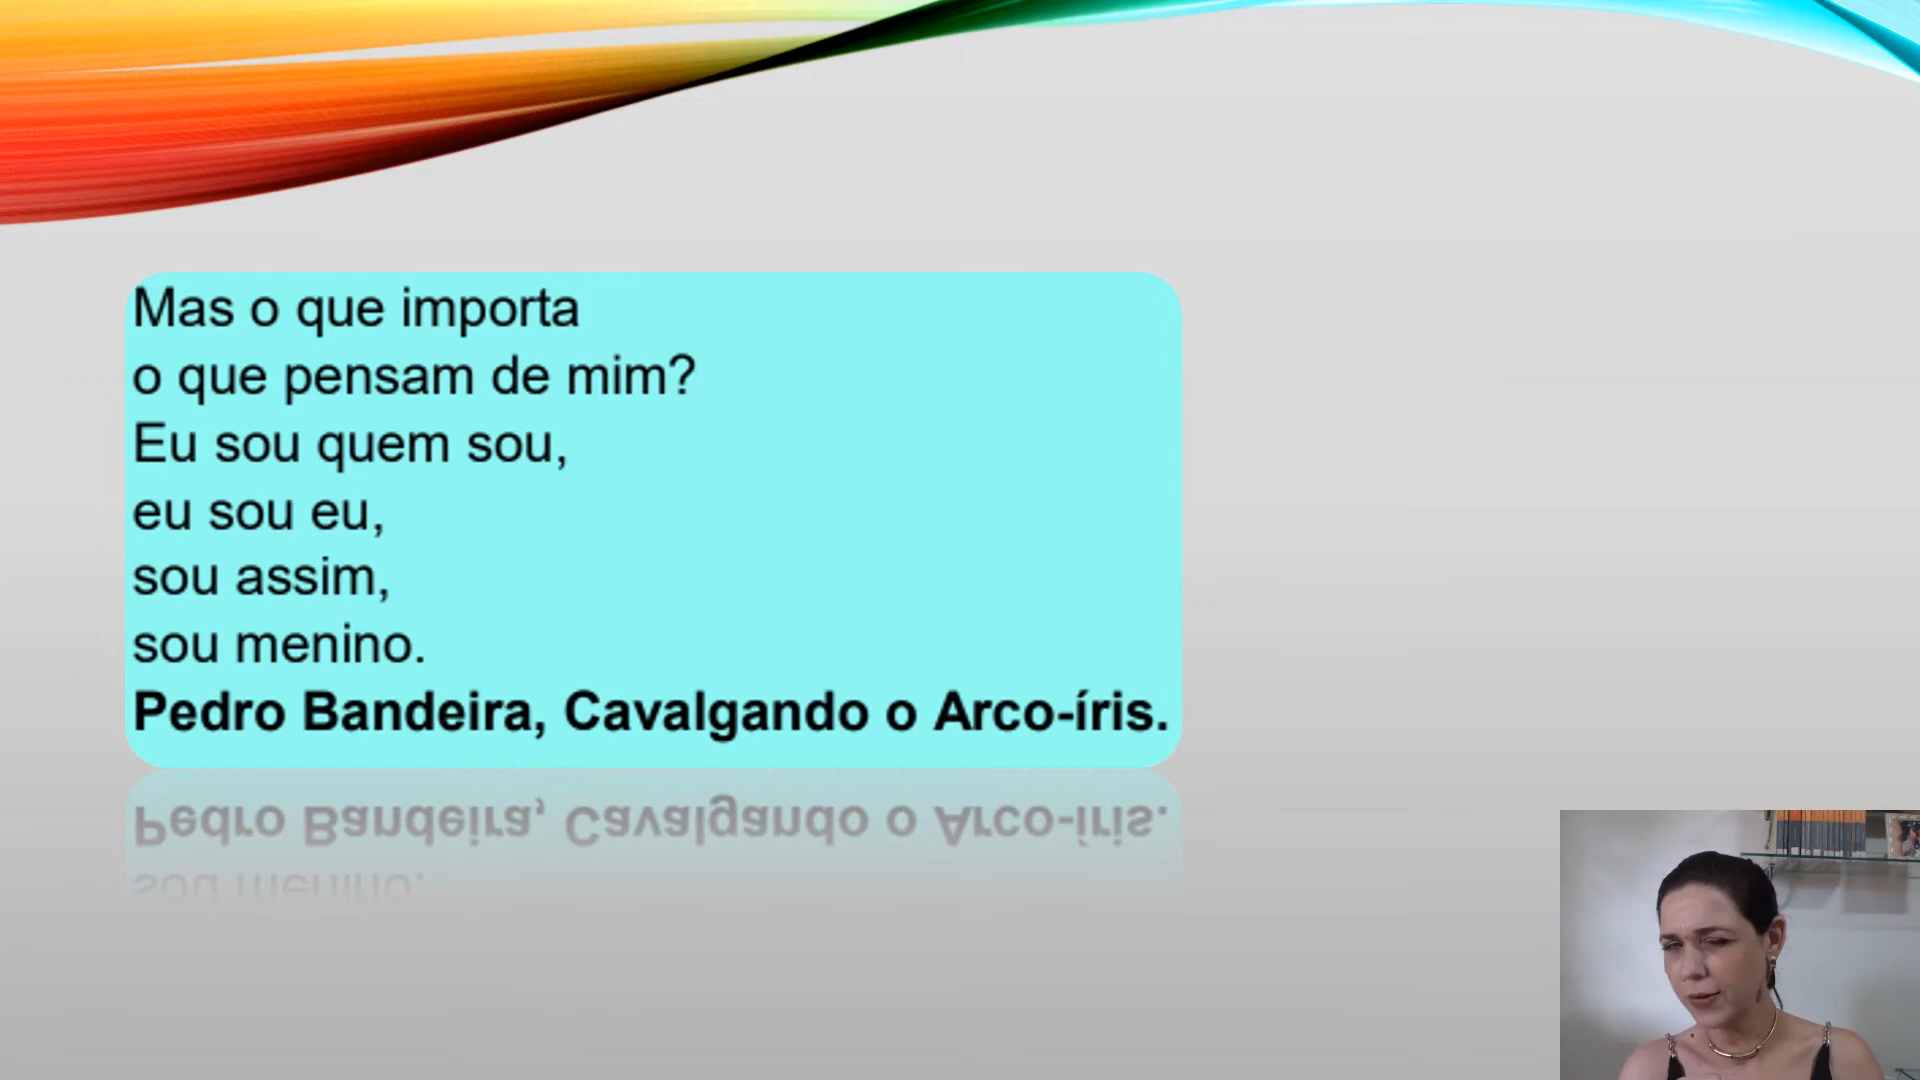 Mas o que importa
o que pensam de mim?
Eu sou quem sou,
eu sou eu,
sou assim,
sou menino.
Pedro Bandeira, Cavalgando o Arco-íris.